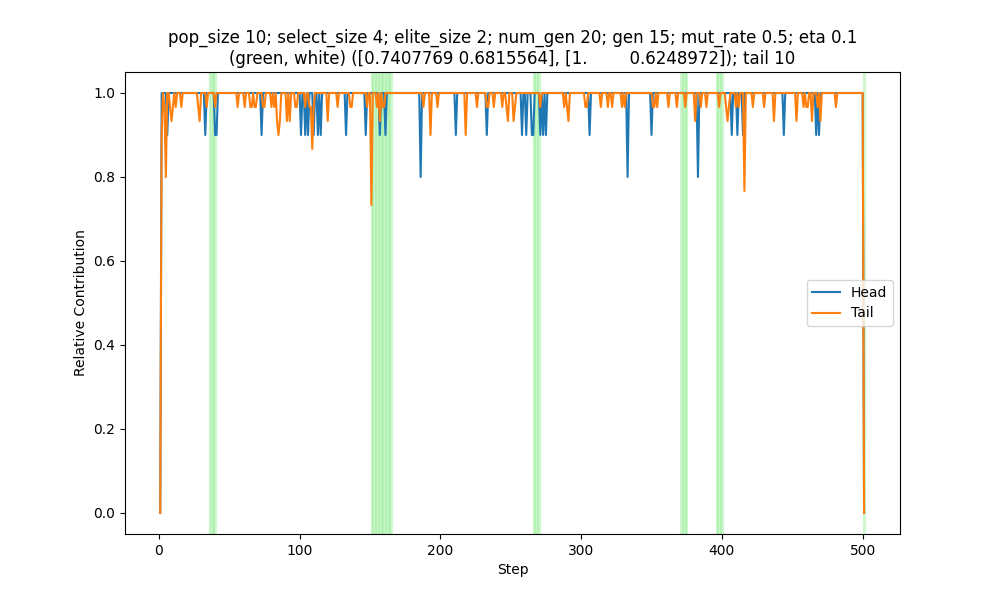 pop_size 10; select_size 4; elite_size 2; num_gen 20; gen 15; mut_rate 0.5; eta 0.1
(green, white) ([0.7407769 0.6815564], [1.         0.6248972]); tail 10
1.0
0.8
0.6
0.4
0.2
0.0
Relative Contribution
Head
Tail
0 100 200 300 400 500
Step